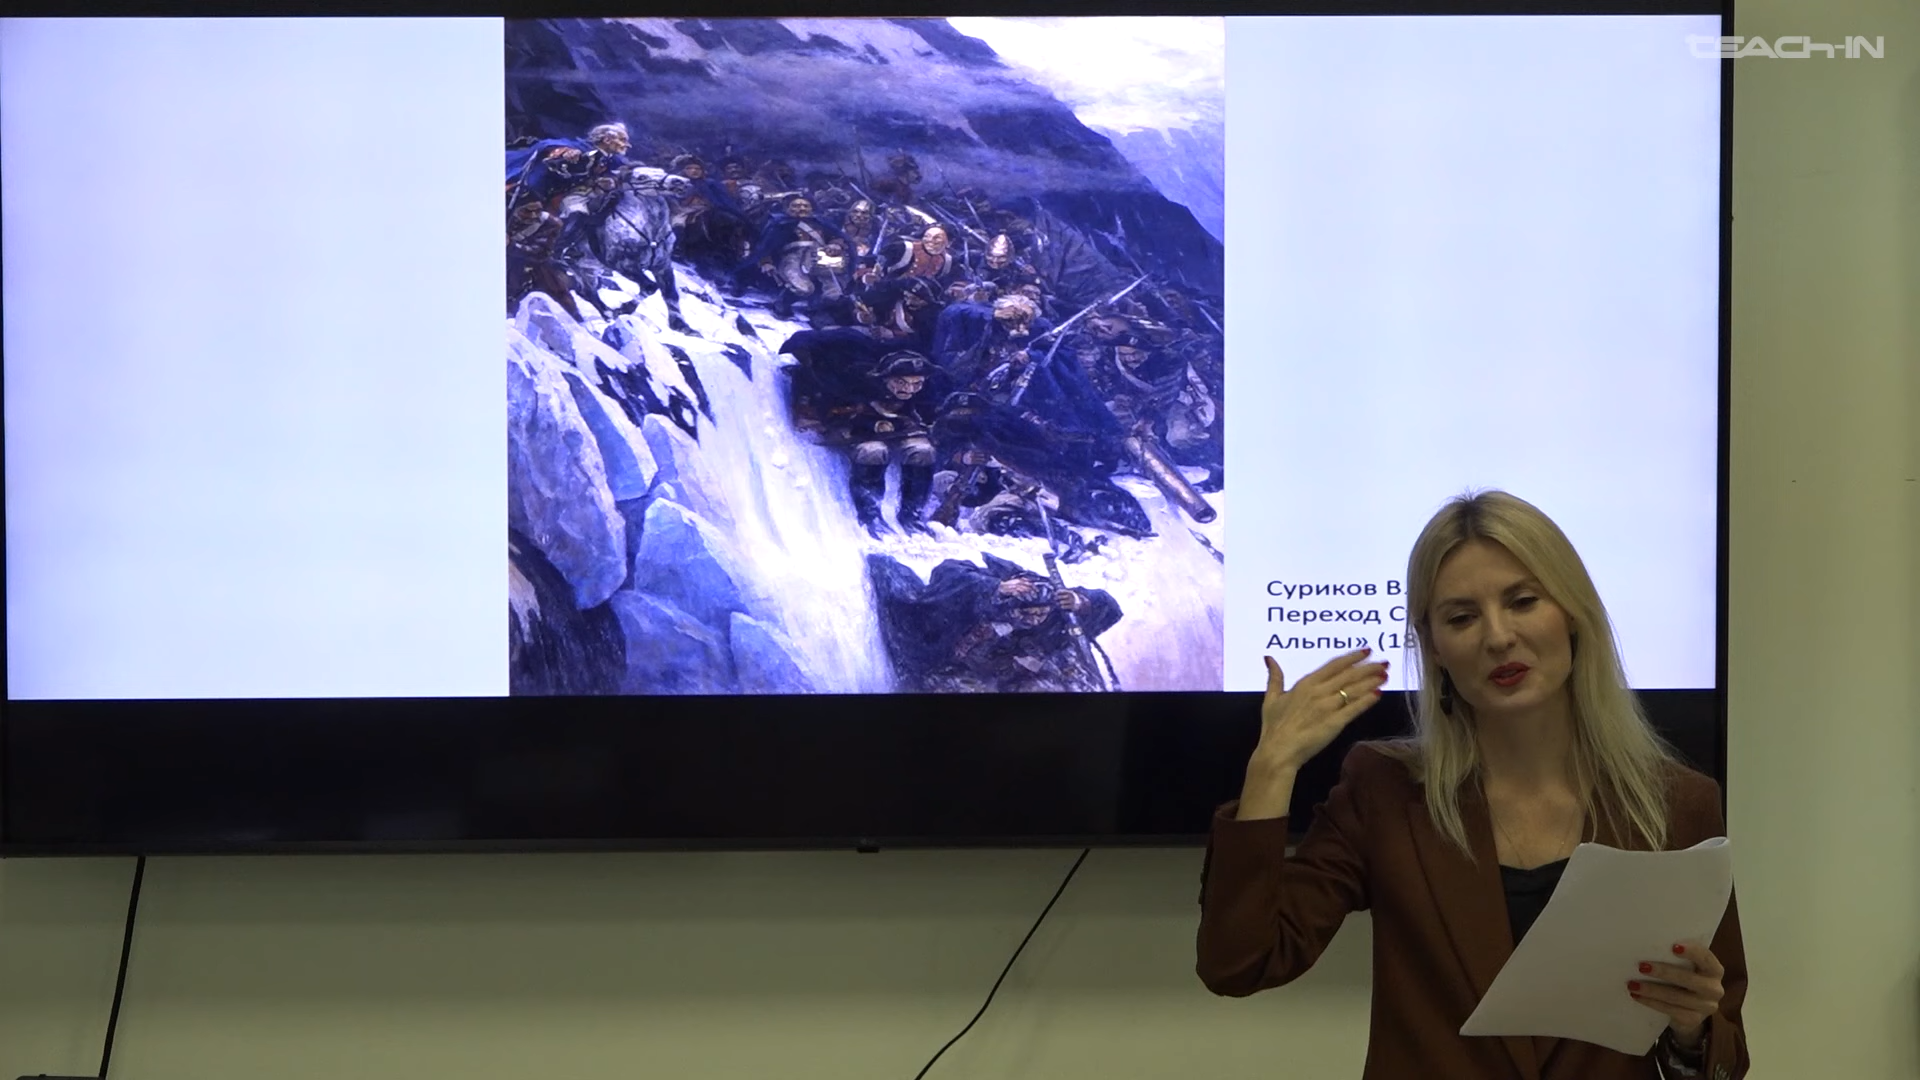 TEACH-IN
Суриков В.
Переход С
Альпы» (18